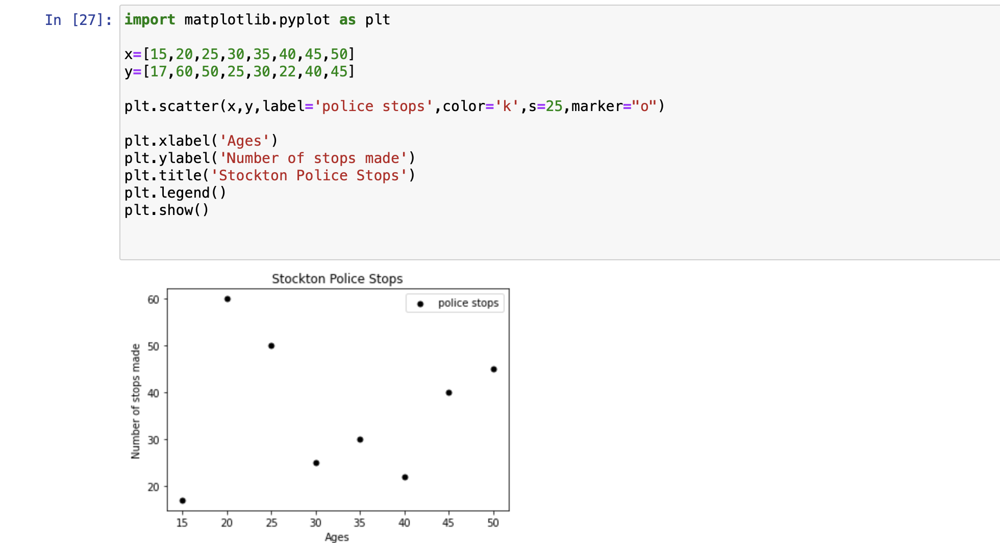 In [27]: import matplotlib.pyplot as plt
x=[15,20,25,30,35,40,45,50]
y=[17,60,50,25,30,22,40,45]
plt.scatter(x,y,label='police stops',color='k',s=25,marker="o")
plt.xlabel('Ages')
plt.ylabel('Number of stops made')
plt.title('Stockton Police Stops')
plt.legend()
plt.show()
Stockton Police Stops
police stops
Number of stops made
60
50
40
30
20
15 20 25 30 35 40 45 50
Ages